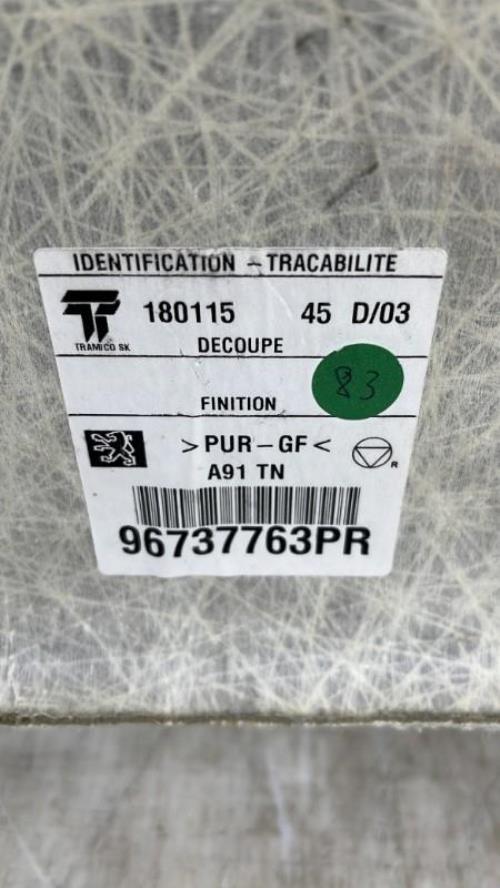 IDENTIFICATION - TRACABILITE
180115 45 D/03
TRAMICO SK
DECOUPE
83
FINITION
>PUR-GF<
R
A91 TN
96737763PR